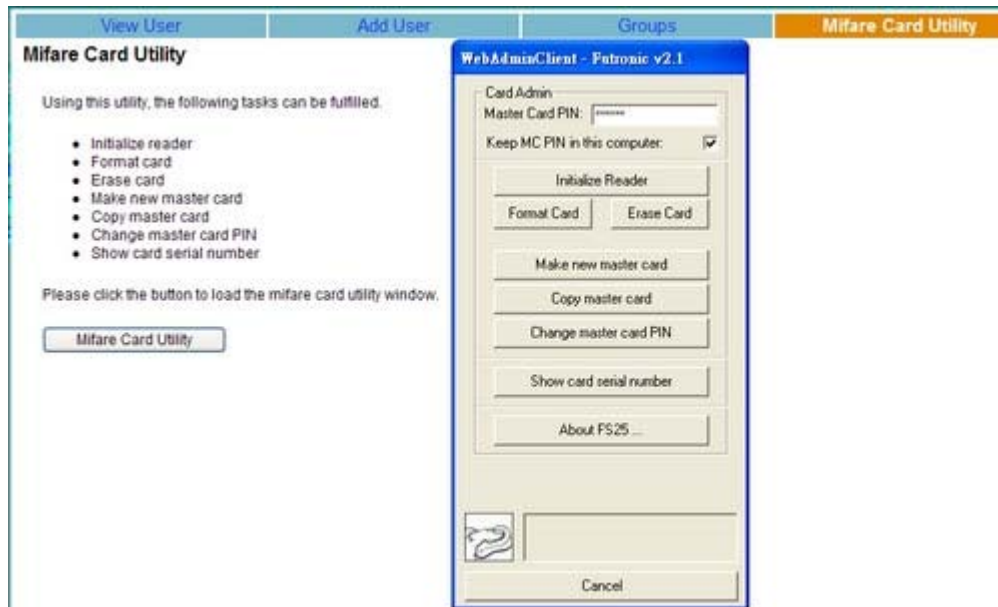 View User Add User Groups Mifare Card Utility
Mifare Card Utility
Using this utility, the following tasks can be fulfilled.
Initialize reader
Format card
Erase card
Make new master card
Copy master card
Change master card PIN
Show card serial number
Please click the button to load the mifare card utility window.
Mifare Card Utility
WebAdminClient - Futronic v2.1
Card Admin
Master Card PIN: ******
Keep MC PIN in this computer:
Initialize Reader
Format Card Erase Card
Make new master card
Copy master card
Change master card PIN
Show card serial number
About FS25 ...
Cancel